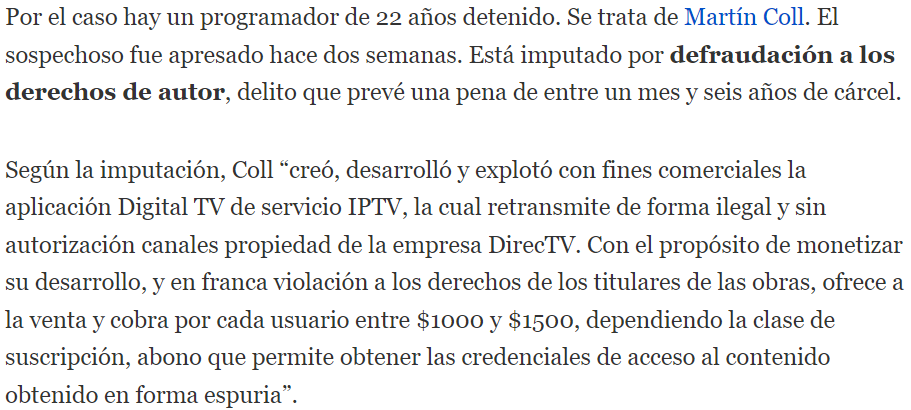 Por el caso hay un programador de 22 años detenido. Se trata de Martín Coll. El
sospechoso fue apresado hace dos semanas. Está imputado por defraudación a los
derechos de autor, delito que prevé una pena de entre un mes y seis años de cárcel.
Según la imputación, Coll “creó, desarrolló y explotó con fines comerciales la
aplicación Digital TV de servicio IPTV, la cual retransmite de forma ilegal y sin
autorización canales propiedad de la empresa DirecTV. Con el propósito de monetizar
su desarrollo, y en franca violación a los derechos de los titulares de las obras, ofrece a
la venta y cobra por cada usuario entre $1000 y $1500, dependiendo la clase de
suscripción, abono que permite obtener las credenciales de acceso al contenido
obtenido en forma espuria”.